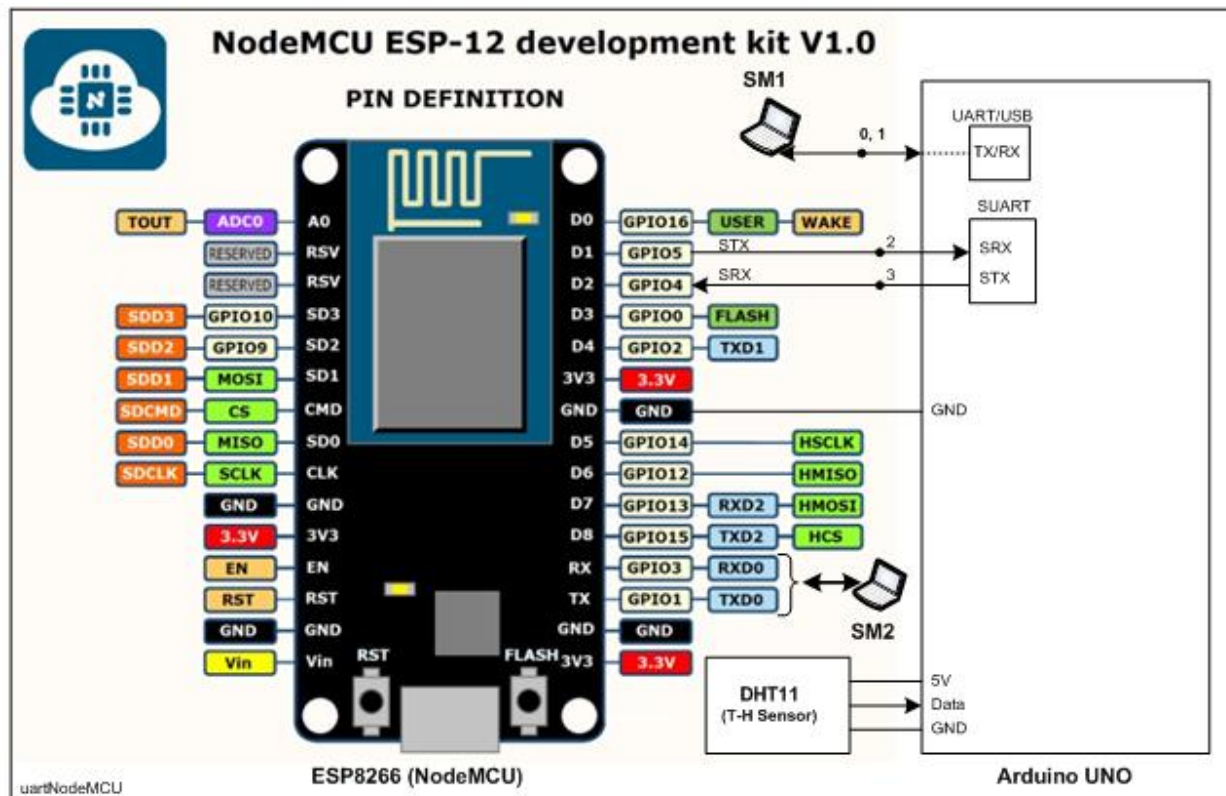 NodeMCU ESP-12 development kit V1.0
PIN DEFINITION
SM1
UART/USB
0, 1
TX/RX
SUART
TOUT ADC0 A0 D0 GPIO16 USER WAKE
RESERVED RSV D1 GPIO5 STX 2 SRX
RESERVED RSV D2 GPIO4 SRX 3 STX
SDD3 GPIO10 SD3 D3 GPIO0 FLASH
SDD2 GPIO9 SD2 D4 GPIO2 TXD1
SDD1 MOSI SD1 3V3 3.3V
SDCMD CS CMD GND GND GND
SDD0 MISO SD0 D5 GPIO14 HSCLK
SDCLK SCLK CLK D6 GPIO12 HMISO
GND GND D7 GPIO13 RXD2 HMOSI
3.3V 3V3 D8 GPIO15 TXD2 HCS
EN EN RX GPIO3 RXD0
RST RST TX GPIO1 TXD0
SM2
GND GND GND GND
Vin Vin RST FLASH 3V3 3.3V
DHT11
(T-H Sensor)
5V
Data
GND
ESP8266 (NodeMCU)
Arduino UNO
uartNodeMCU
N